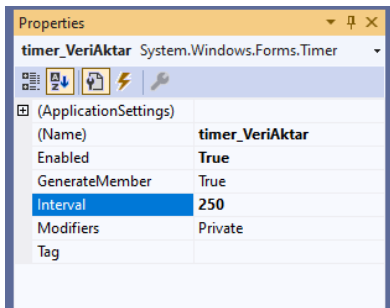 Properties
timer_VeriAktar System.Windows.Forms.Timer
(ApplicationSettings)
(Name) timer_VeriAktar
Enabled True
GenerateMember True
Interval 250
Modifiers Private
Tag